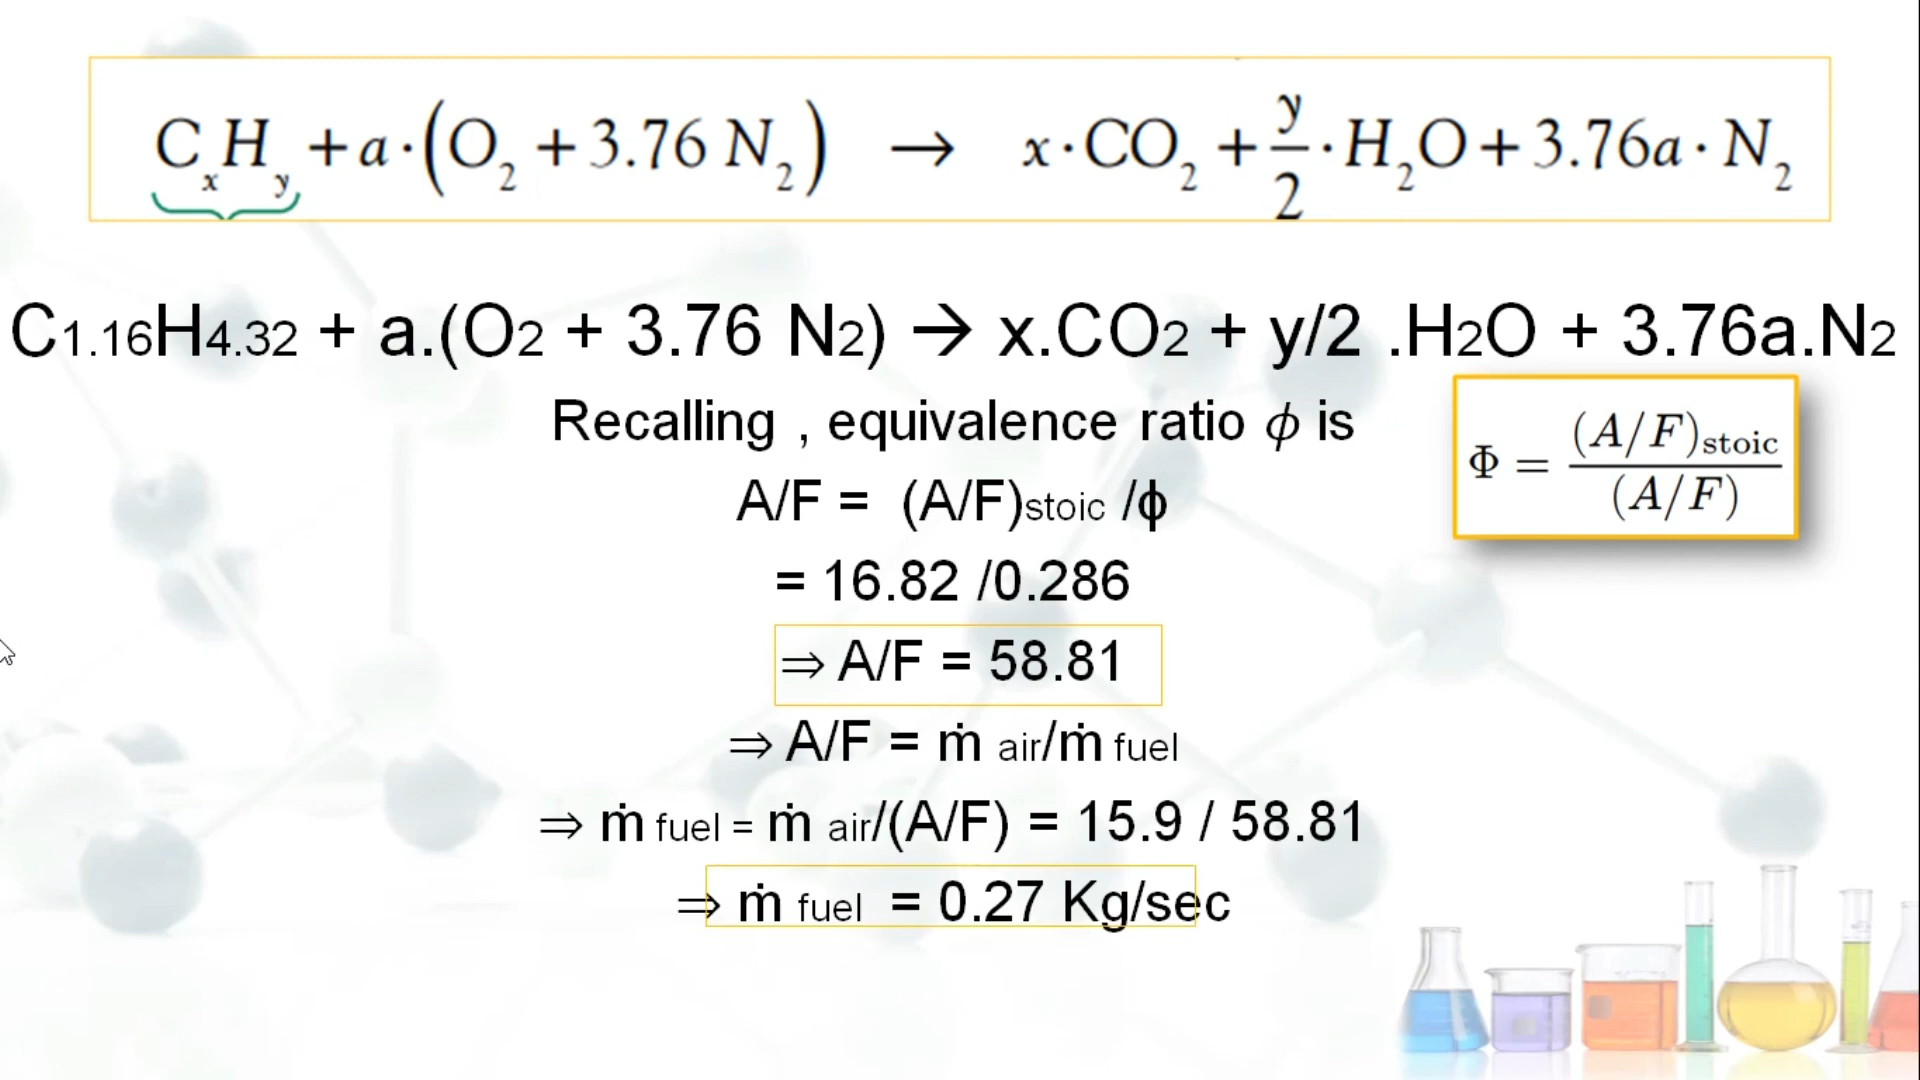 CxHy + a·(O2 + 3.76 N2) → x·CO2 + y/2·H2O + 3.76a·N2
C1.16H4.32 + a.(O2 + 3.76 N2) → x.CO2 + y/2 .H2O + 3.76a.N2
Recalling , equivalence ratio ϕ is
Φ = (A/F)stoic / (A/F)
A/F = (A/F)stoic /ϕ
= 16.82 /0.286
⇒ A/F = 58.81
⇒ A/F = ṁ air/ṁ fuel
⇒ ṁ fuel = ṁ air/(A/F) = 15.9 / 58.81
⇒ ṁ fuel = 0.27 Kg/sec